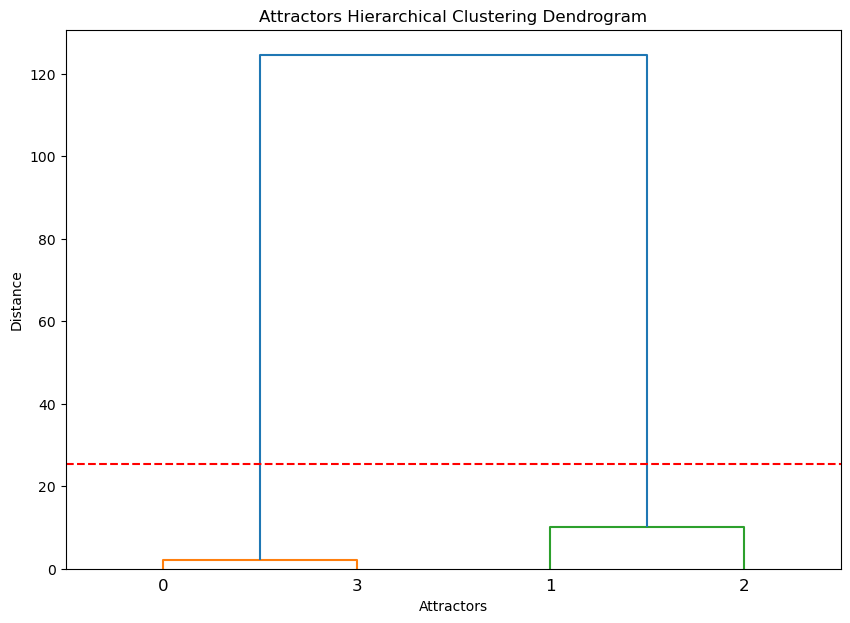 Attractors Hierarchical Clustering Dendrogram
120
100
80
60
40
20
0
Distance
0 3 1 2
Attractors